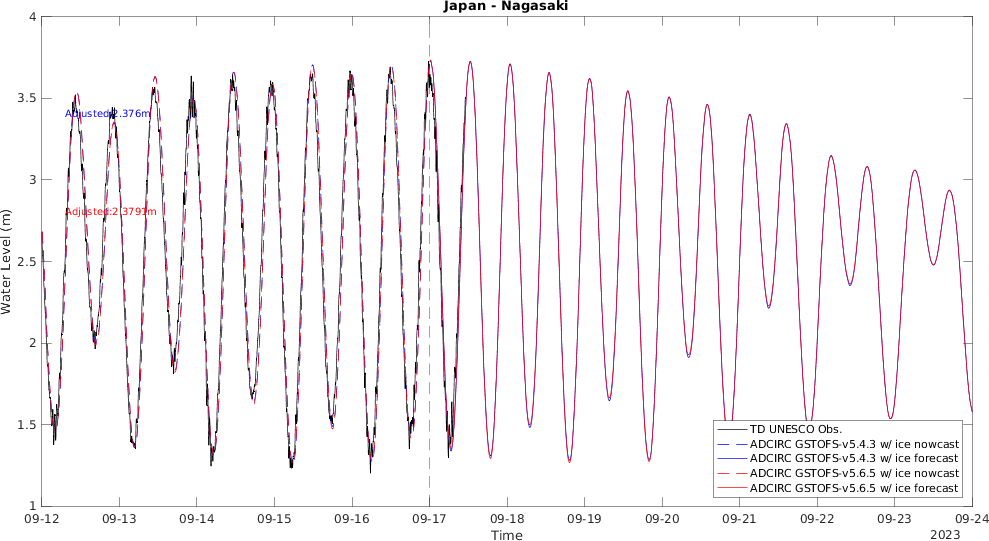 Japan - Nagasaki
4
3.5
3
2.5
2
1.5
1
Water Level (m)
Adjusted:2.376m
Adjusted:2.3791m
TD UNESCO Obs.
ADCIRC GSTOFS-v5.4.3 w/ ice nowcast
ADCIRC GSTOFS-v5.4.3 w/ ice forecast
ADCIRC GSTOFS-v5.6.5 w/ ice nowcast
ADCIRC GSTOFS-v5.6.5 w/ ice forecast
09-12 09-13 09-14 09-15 09-16 09-17 09-18 09-19 09-20 09-21 09-22 09-23 09-24
Time
2023